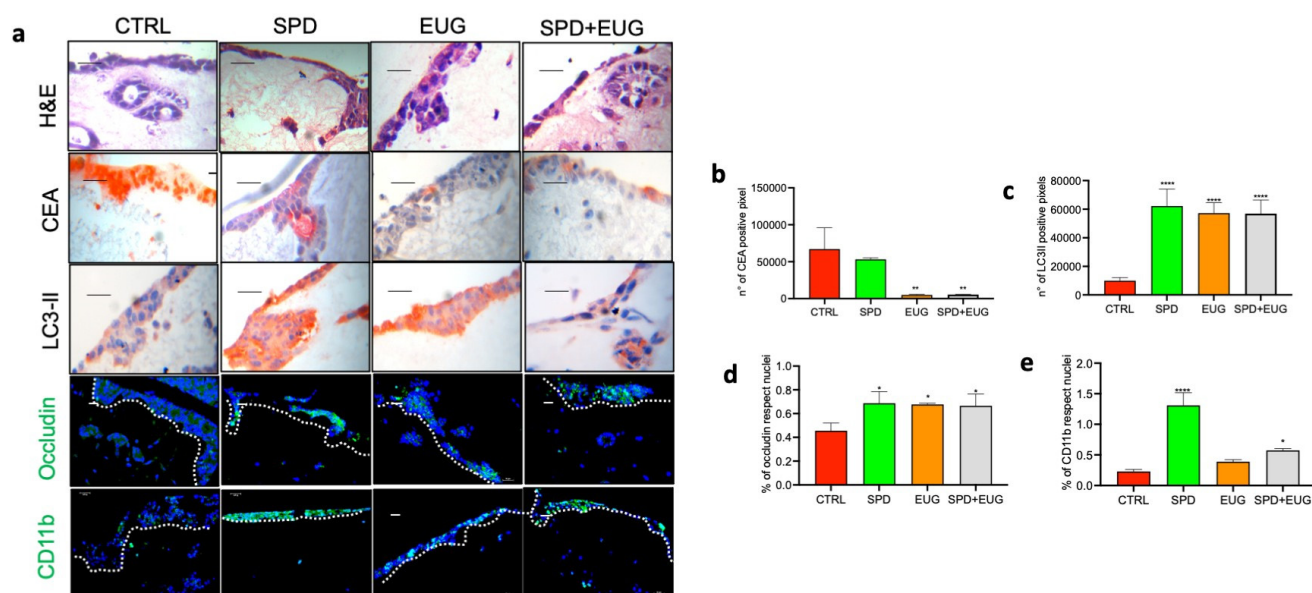 a
CTRL SPD EUG SPD+EUG
H&E
CEA
LC3-II
Occludin
CD11b
b
n° of CEA positive pixel
150000
100000
50000
0
** **
CTRL SPD EUG SPD+EUG
c
n° of LC3II positive pixels
80000
60000
40000
20000
0
**** **** ****
CTRL SPD EUG SPD+EUG
d
% of occludin respect nuclei
1.0
0.8
0.6
0.4
0.2
0.0
* * *
CTRL SPD EUG SPD+EUG
e
% of CD11b respect nuclei
2.0
1.5
1.0
0.5
0.0
**** *
CTRL SPD EUG SPD+EUG